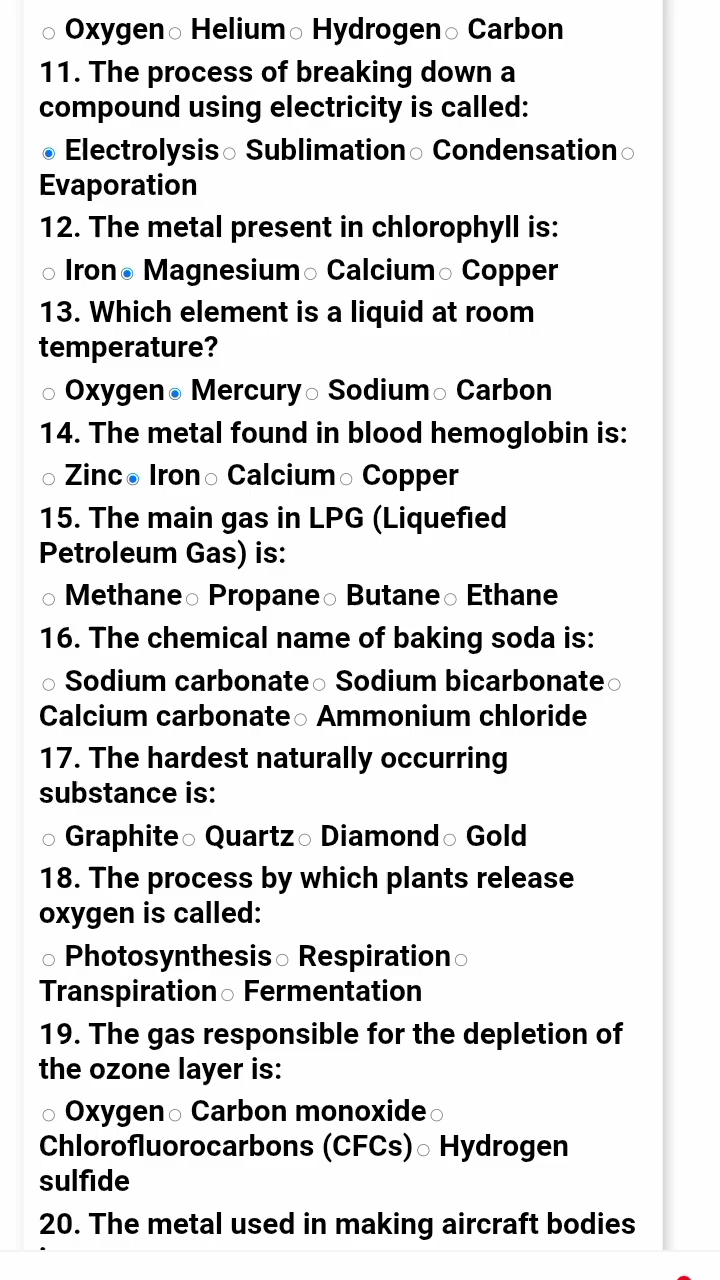 Oxygen Helium Hydrogen Carbon
11. The process of breaking down a
compound using electricity is called:
Electrolysis Sublimation Condensation
Evaporation
12. The metal present in chlorophyll is:
Iron Magnesium Calcium Copper
13. Which element is a liquid at room
temperature?
Oxygen Mercury Sodium Carbon
14. The metal found in blood hemoglobin is:
Zinc Iron Calcium Copper
15. The main gas in LPG (Liquefied
Petroleum Gas) is:
Methane Propane Butane Ethane
16. The chemical name of baking soda is:
Sodium carbonate Sodium bicarbonate
Calcium carbonate Ammonium chloride
17. The hardest naturally occurring
substance is:
Graphite Quartz Diamond Gold
18. The process by which plants release
oxygen is called:
Photosynthesis Respiration
Transpiration Fermentation
19. The gas responsible for the depletion of
the ozone layer is:
Oxygen Carbon monoxide
Chlorofluorocarbons (CFCs) Hydrogen
sulfide
20. The metal used in making aircraft bodies